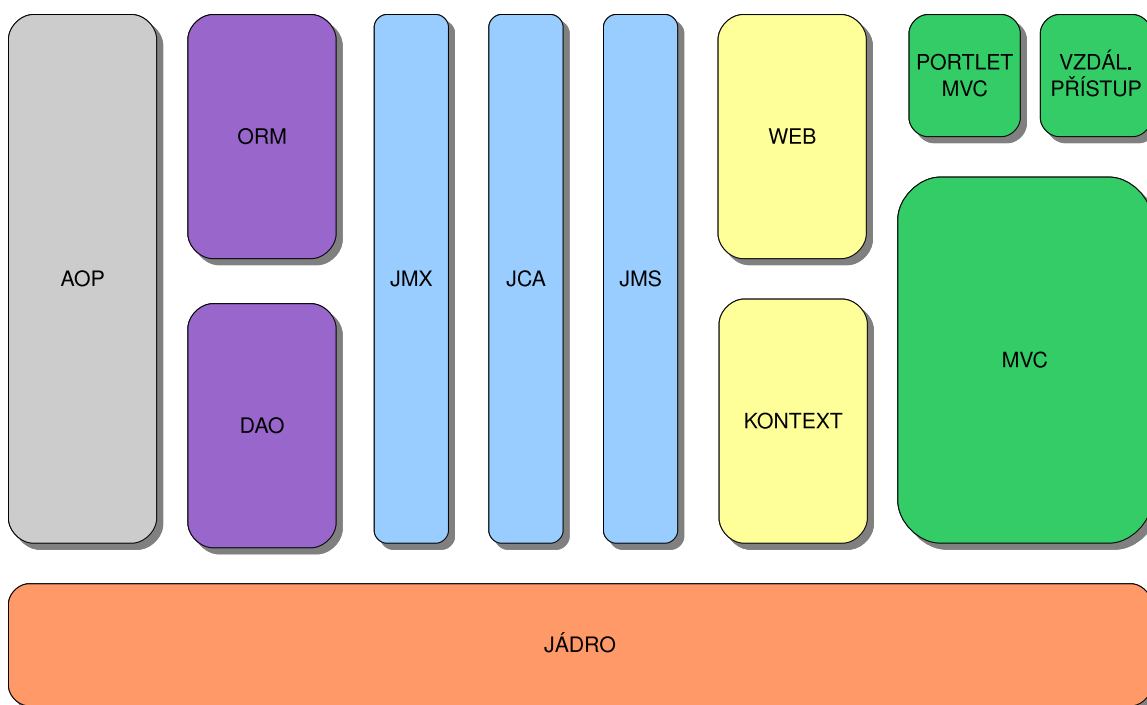 PORTLET
MVC
VZDÁL.
PŘÍSTUP
ORM
WEB
AOP
JMX
JCA
JMS
MVC
DAO
KONTEXT
JÁDRO